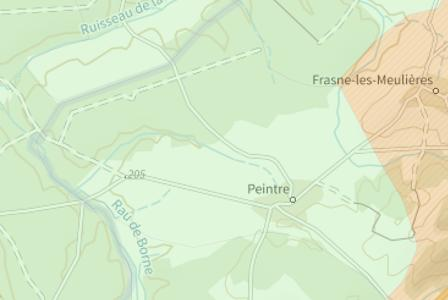 Ruisseau de la
Frasne-les-Meulières
205
Peintre
Rau de Borne